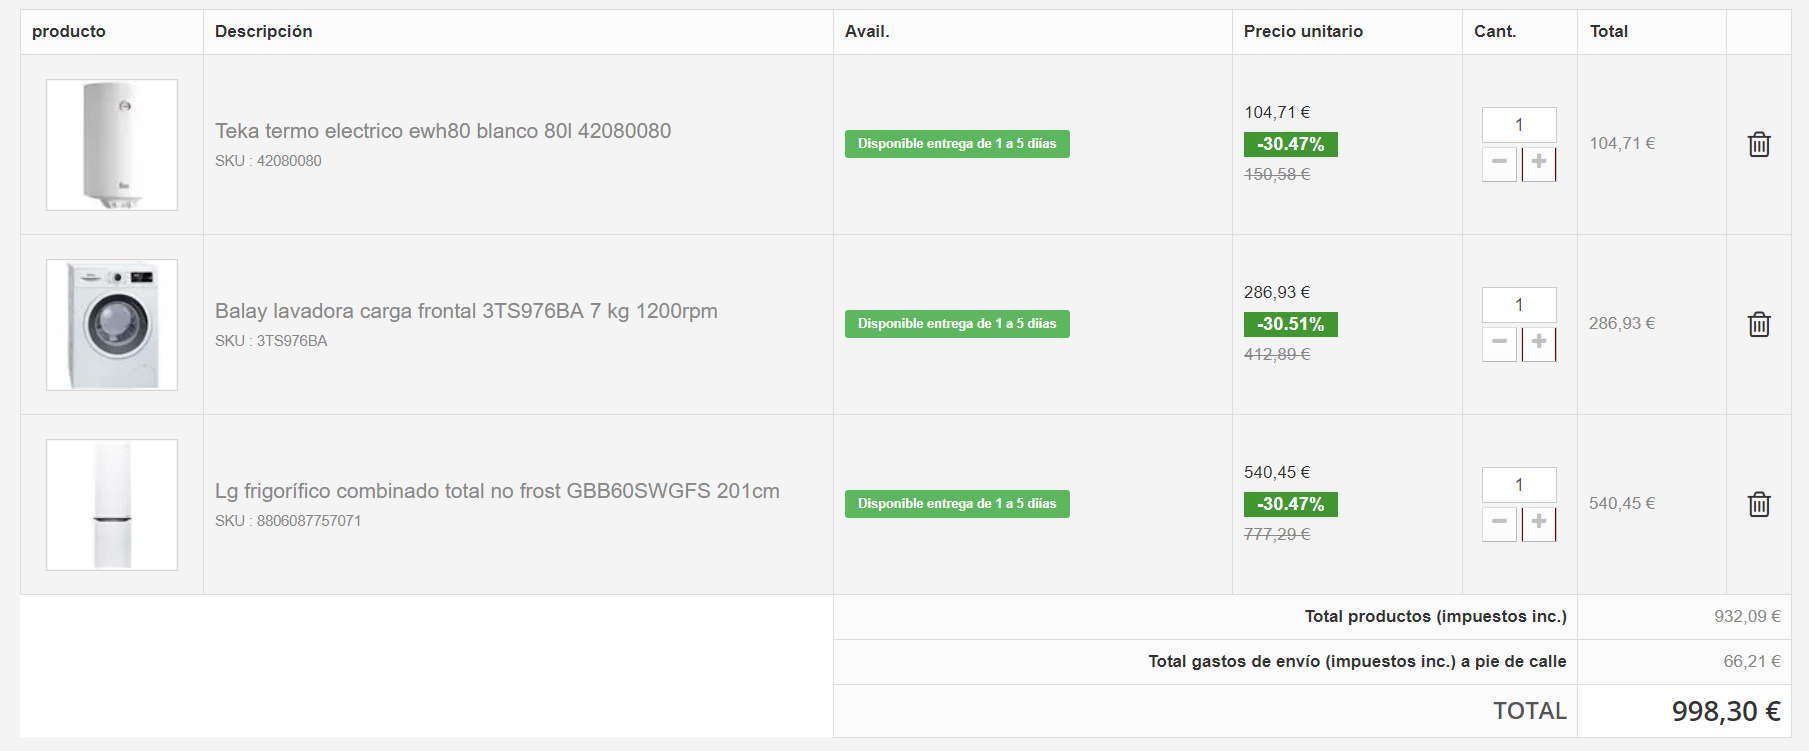 producto Descripción Avail. Precio unitario Cant. Total
Teka termo electrico ewh80 blanco 80l 42080080
SKU : 42080080
Disponible entrega de 1 a 5 diías
104,71 €
-30.47%
150,58 €
1
104,71 €
Balay lavadora carga frontal 3TS976BA 7 kg 1200rpm
SKU : 3TS976BA
Disponible entrega de 1 a 5 diías
286,93 €
-30.51%
412,89 €
1
286,93 €
Lg frigorífico combinado total no frost GBB60SWGFS 201cm
SKU : 8806087757071
Disponible entrega de 1 a 5 diías
540,45 €
-30.47%
777,29 €
1
540,45 €
Total productos (impuestos inc.) 932,09 €
Total gastos de envío (impuestos inc.) a pie de calle 66,21 €
TOTAL 998,30 €